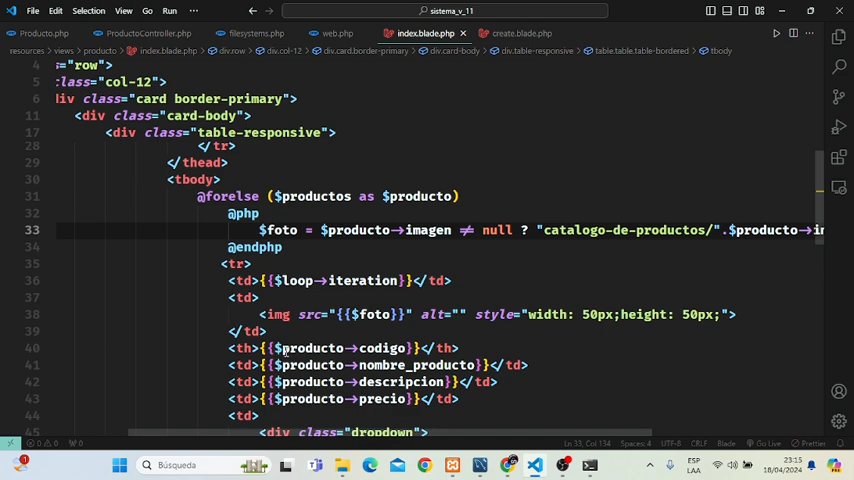 File Edit Selection View Go Run ··· sistema_v_11
Producto.php ProductoController.php filesystems.php web.php index.blade.php create.blade.php
resources > views > producto > index.blade.php > div.row > div.col-12 > div.card.border-primary > div.card-body > div.table-responsive > table.table.table-bordered > tbody
4 s="row">
5 class="col-12">
6 div class="card border-primary">
11 <div class="card-body">
17 <div class="table-responsive">
28 </tr>
29 </thead>
30 <tbody>
31 @forelse ($productos as $producto)
32 @php
33 $foto = $producto->imagen != null ? "catalogo-de-productos/".$producto->im
34 @endphp
35 <tr>
36 <td>{{$loop->iteration}}</td>
37 <td>
38 <img src="{{$foto}}" alt="" style="width: 50px;height: 50px;">
39 </td>
40 <th>{{$producto->codigo}}</th>
41 <td>{{$producto->nombre_producto}}</td>
42 <td>{{$producto->descripcion}}</td>
43 <td>{{$producto->precio}}</td>
44 <td>
45 <div class="dropdown">
0 0 0 Ln 33, Col 134 Spaces: 4 UTF-8 CRLF Blade Go Live Prettier
Búsqueda ESP 23:15
LAA 18/04/2024